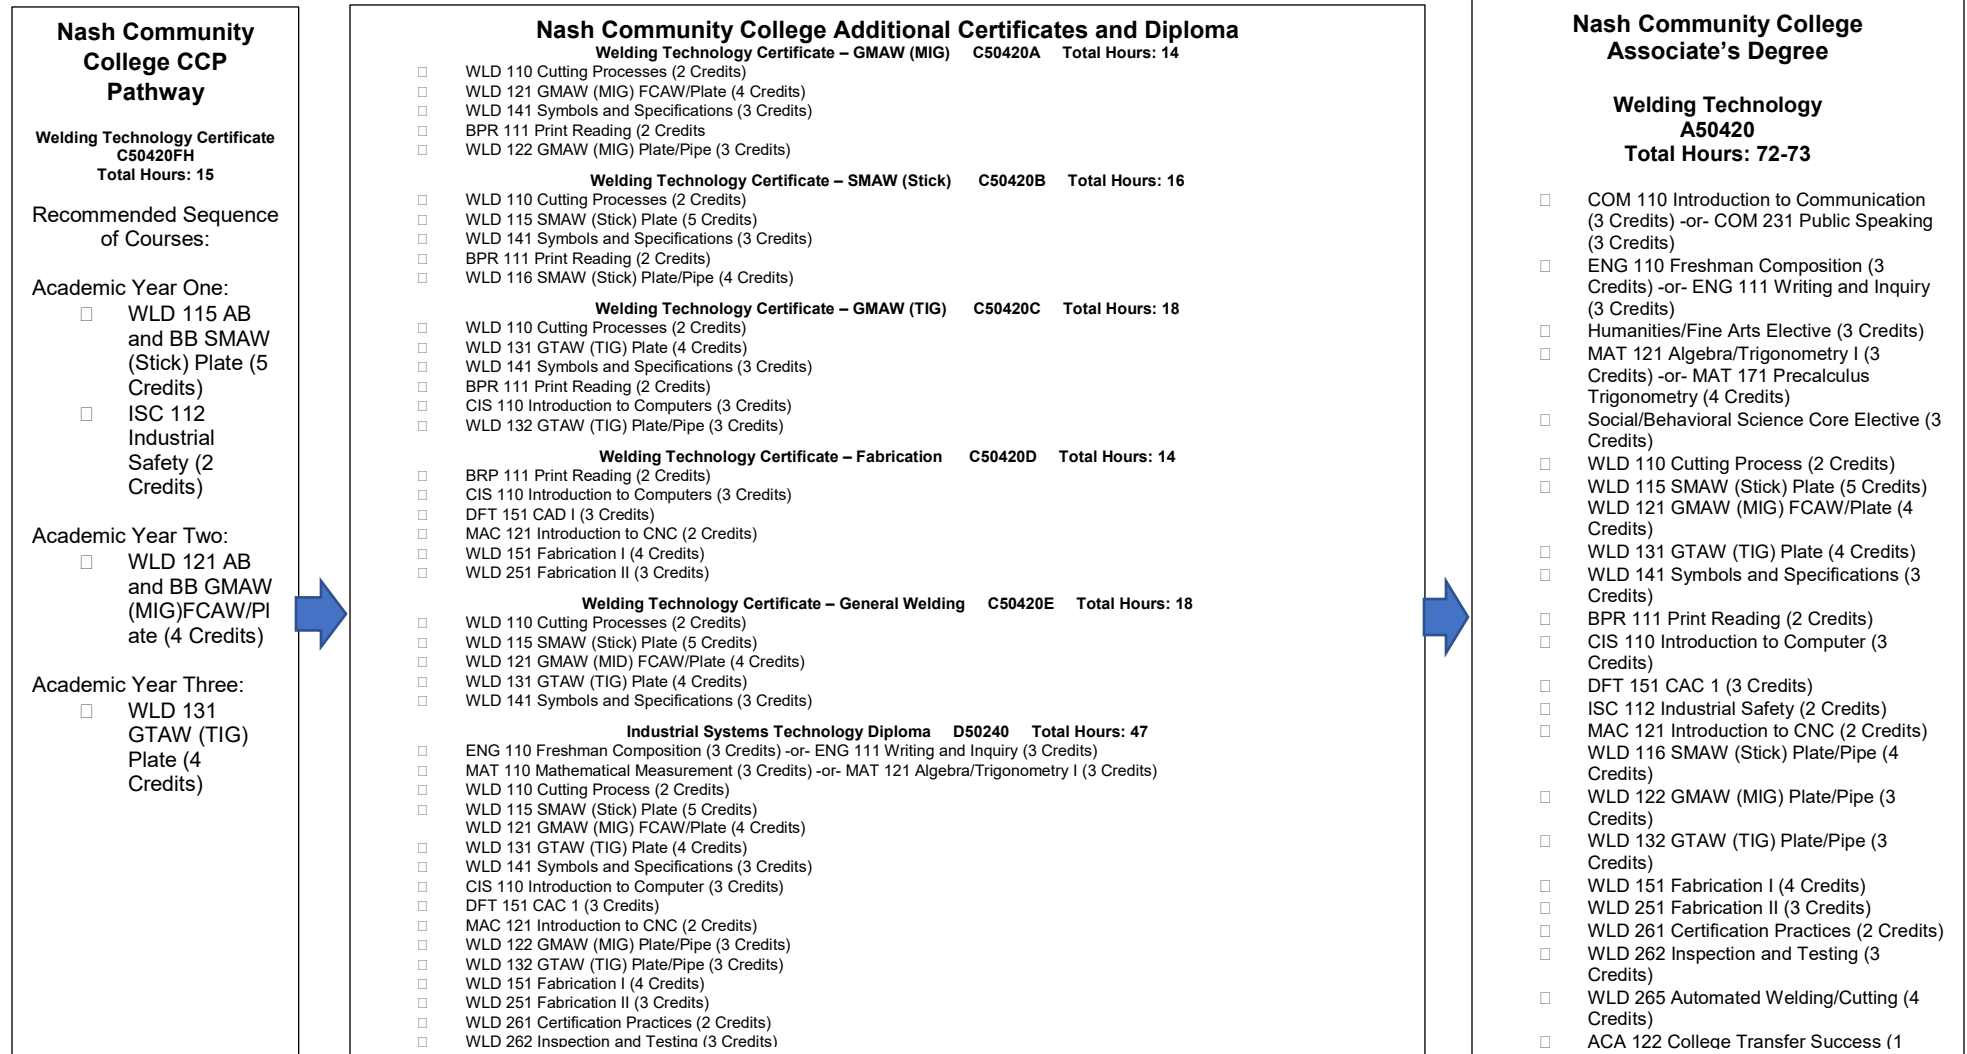 Nash Community
College CCP
Pathway
Welding Technology Certificate
C50420FH
Total Hours: 15
Recommended Sequence
of Courses:
Academic Year One:
WLD 115 AB
and BB SMAW
(Stick) Plate (5
Credits)
ISC 112
Industrial
Safety (2
Credits)
Academic Year Two:
WLD 121 AB
and BB GMAW
(MIG)FCAW/Pl
ate (4 Credits)
Academic Year Three:
WLD 131
GTAW (TIG)
Plate (4
Credits)
Nash Community College Additional Certificates and Diploma
Welding Technology Certificate – GMAW (MIG) C50420A Total Hours: 14
WLD 110 Cutting Processes (2 Credits)
WLD 121 GMAW (MIG) FCAW/Plate (4 Credits)
WLD 141 Symbols and Specifications (3 Credits)
BPR 111 Print Reading (2 Credits
WLD 122 GMAW (MIG) Plate/Pipe (3 Credits)
Welding Technology Certificate – SMAW (Stick) C50420B Total Hours: 16
WLD 110 Cutting Processes (2 Credits)
WLD 115 SMAW (Stick) Plate (5 Credits)
WLD 141 Symbols and Specifications (3 Credits)
BPR 111 Print Reading (2 Credits)
WLD 116 SMAW (Stick) Plate/Pipe (4 Credits)
Welding Technology Certificate – GMAW (TIG) C50420C Total Hours: 18
WLD 110 Cutting Processes (2 Credits)
WLD 131 GTAW (TIG) Plate (4 Credits)
WLD 141 Symbols and Specifications (3 Credits)
BPR 111 Print Reading (2 Credits)
CIS 110 Introduction to Computers (3 Credits)
WLD 132 GTAW (TIG) Plate/Pipe (3 Credits)
Welding Technology Certificate – Fabrication C50420D Total Hours: 14
BRP 111 Print Reading (2 Credits)
CIS 110 Introduction to Computers (3 Credits)
DFT 151 CAD I (3 Credits)
MAC 121 Introduction to CNC (2 Credits)
WLD 151 Fabrication I (4 Credits)
WLD 251 Fabrication II (3 Credits)
Welding Technology Certificate – General Welding C50420E Total Hours: 18
WLD 110 Cutting Processes (2 Credits)
WLD 115 SMAW (Stick) Plate (5 Credits)
WLD 121 GMAW (MID) FCAW/Plate (4 Credits)
WLD 131 GTAW (TIG) Plate (4 Credits)
WLD 141 Symbols and Specifications (3 Credits)
Industrial Systems Technology Diploma D50240 Total Hours: 47
ENG 110 Freshman Composition (3 Credits) -or- ENG 111 Writing and Inquiry (3 Credits)
MAT 110 Mathematical Measurement (3 Credits) -or- MAT 121 Algebra/Trigonometry I (3 Credits)
WLD 110 Cutting Process (2 Credits)
WLD 115 SMAW (Stick) Plate (5 Credits)
WLD 121 GMAW (MIG) FCAW/Plate (4 Credits)
WLD 131 GTAW (TIG) Plate (4 Credits)
WLD 141 Symbols and Specifications (3 Credits)
CIS 110 Introduction to Computer (3 Credits)
DFT 151 CAC 1 (3 Credits)
MAC 121 Introduction to CNC (2 Credits)
WLD 122 GMAW (MIG) Plate/Pipe (3 Credits)
WLD 132 GTAW (TIG) Plate/Pipe (3 Credits)
WLD 151 Fabrication I (4 Credits)
WLD 251 Fabrication II (3 Credits)
WLD 261 Certification Practices (2 Credits)
WLD 262 Inspection and Testing (3 Credits)
Nash Community College
Associate's Degree
Welding Technology
A50420
Total Hours: 72-73
COM 110 Introduction to Communication
(3 Credits) -or- COM 231 Public Speaking
(3 Credits)
ENG 110 Freshman Composition (3
Credits) -or- ENG 111 Writing and Inquiry
(3 Credits)
Humanities/Fine Arts Elective (3 Credits)
MAT 121 Algebra/Trigonometry I (3
Credits) -or- MAT 171 Precalculus
Trigonometry (4 Credits)
Social/Behavioral Science Core Elective (3
Credits)
WLD 110 Cutting Process (2 Credits)
WLD 115 SMAW (Stick) Plate (5 Credits)
WLD 121 GMAW (MIG) FCAW/Plate (4
Credits)
WLD 131 GTAW (TIG) Plate (4 Credits)
WLD 141 Symbols and Specifications (3
Credits)
BPR 111 Print Reading (2 Credits)
CIS 110 Introduction to Computer (3
Credits)
DFT 151 CAC 1 (3 Credits)
ISC 112 Industrial Safety (2 Credits)
MAC 121 Introduction to CNC (2 Credits)
WLD 116 SMAW (Stick) Plate/Pipe (4
Credits)
WLD 122 GMAW (MIG) Plate/Pipe (3
Credits)
WLD 132 GTAW (TIG) Plate/Pipe (3
Credits)
WLD 151 Fabrication I (4 Credits)
WLD 251 Fabrication II (3 Credits)
WLD 261 Certification Practices (2 Credits)
WLD 262 Inspection and Testing (3
Credits)
WLD 265 Automated Welding/Cutting (4
Credits)
ACA 122 College Transfer Success (1